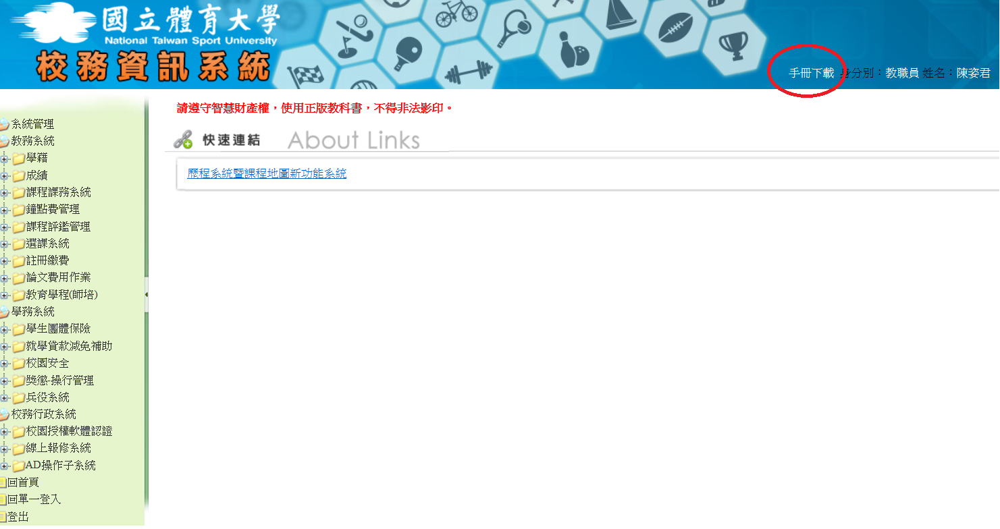 國立體育大學
National Taiwan Sport University
校務資訊系統
手冊下載 身分別：教職員 姓名：陳姿君
請遵守智慧財產權，使用正版教科書，不得非法影印。
快速連結 About Links
歷程系統暨課程地圖新功能系統
系統管理
教務系統
學籍
成績
課程課務系統
鐘點費管理
課程評鑑管理
選課系統
註冊繳費
論文費用作業
教育學程(師培)
學務系統
學生團體保險
就學貸款減免補助
校園安全
獎懲-操行管理
兵役系統
校務行政系統
校園授權軟體認證
線上報修系統
AD操作子系統
回首頁
回單一登入
登出